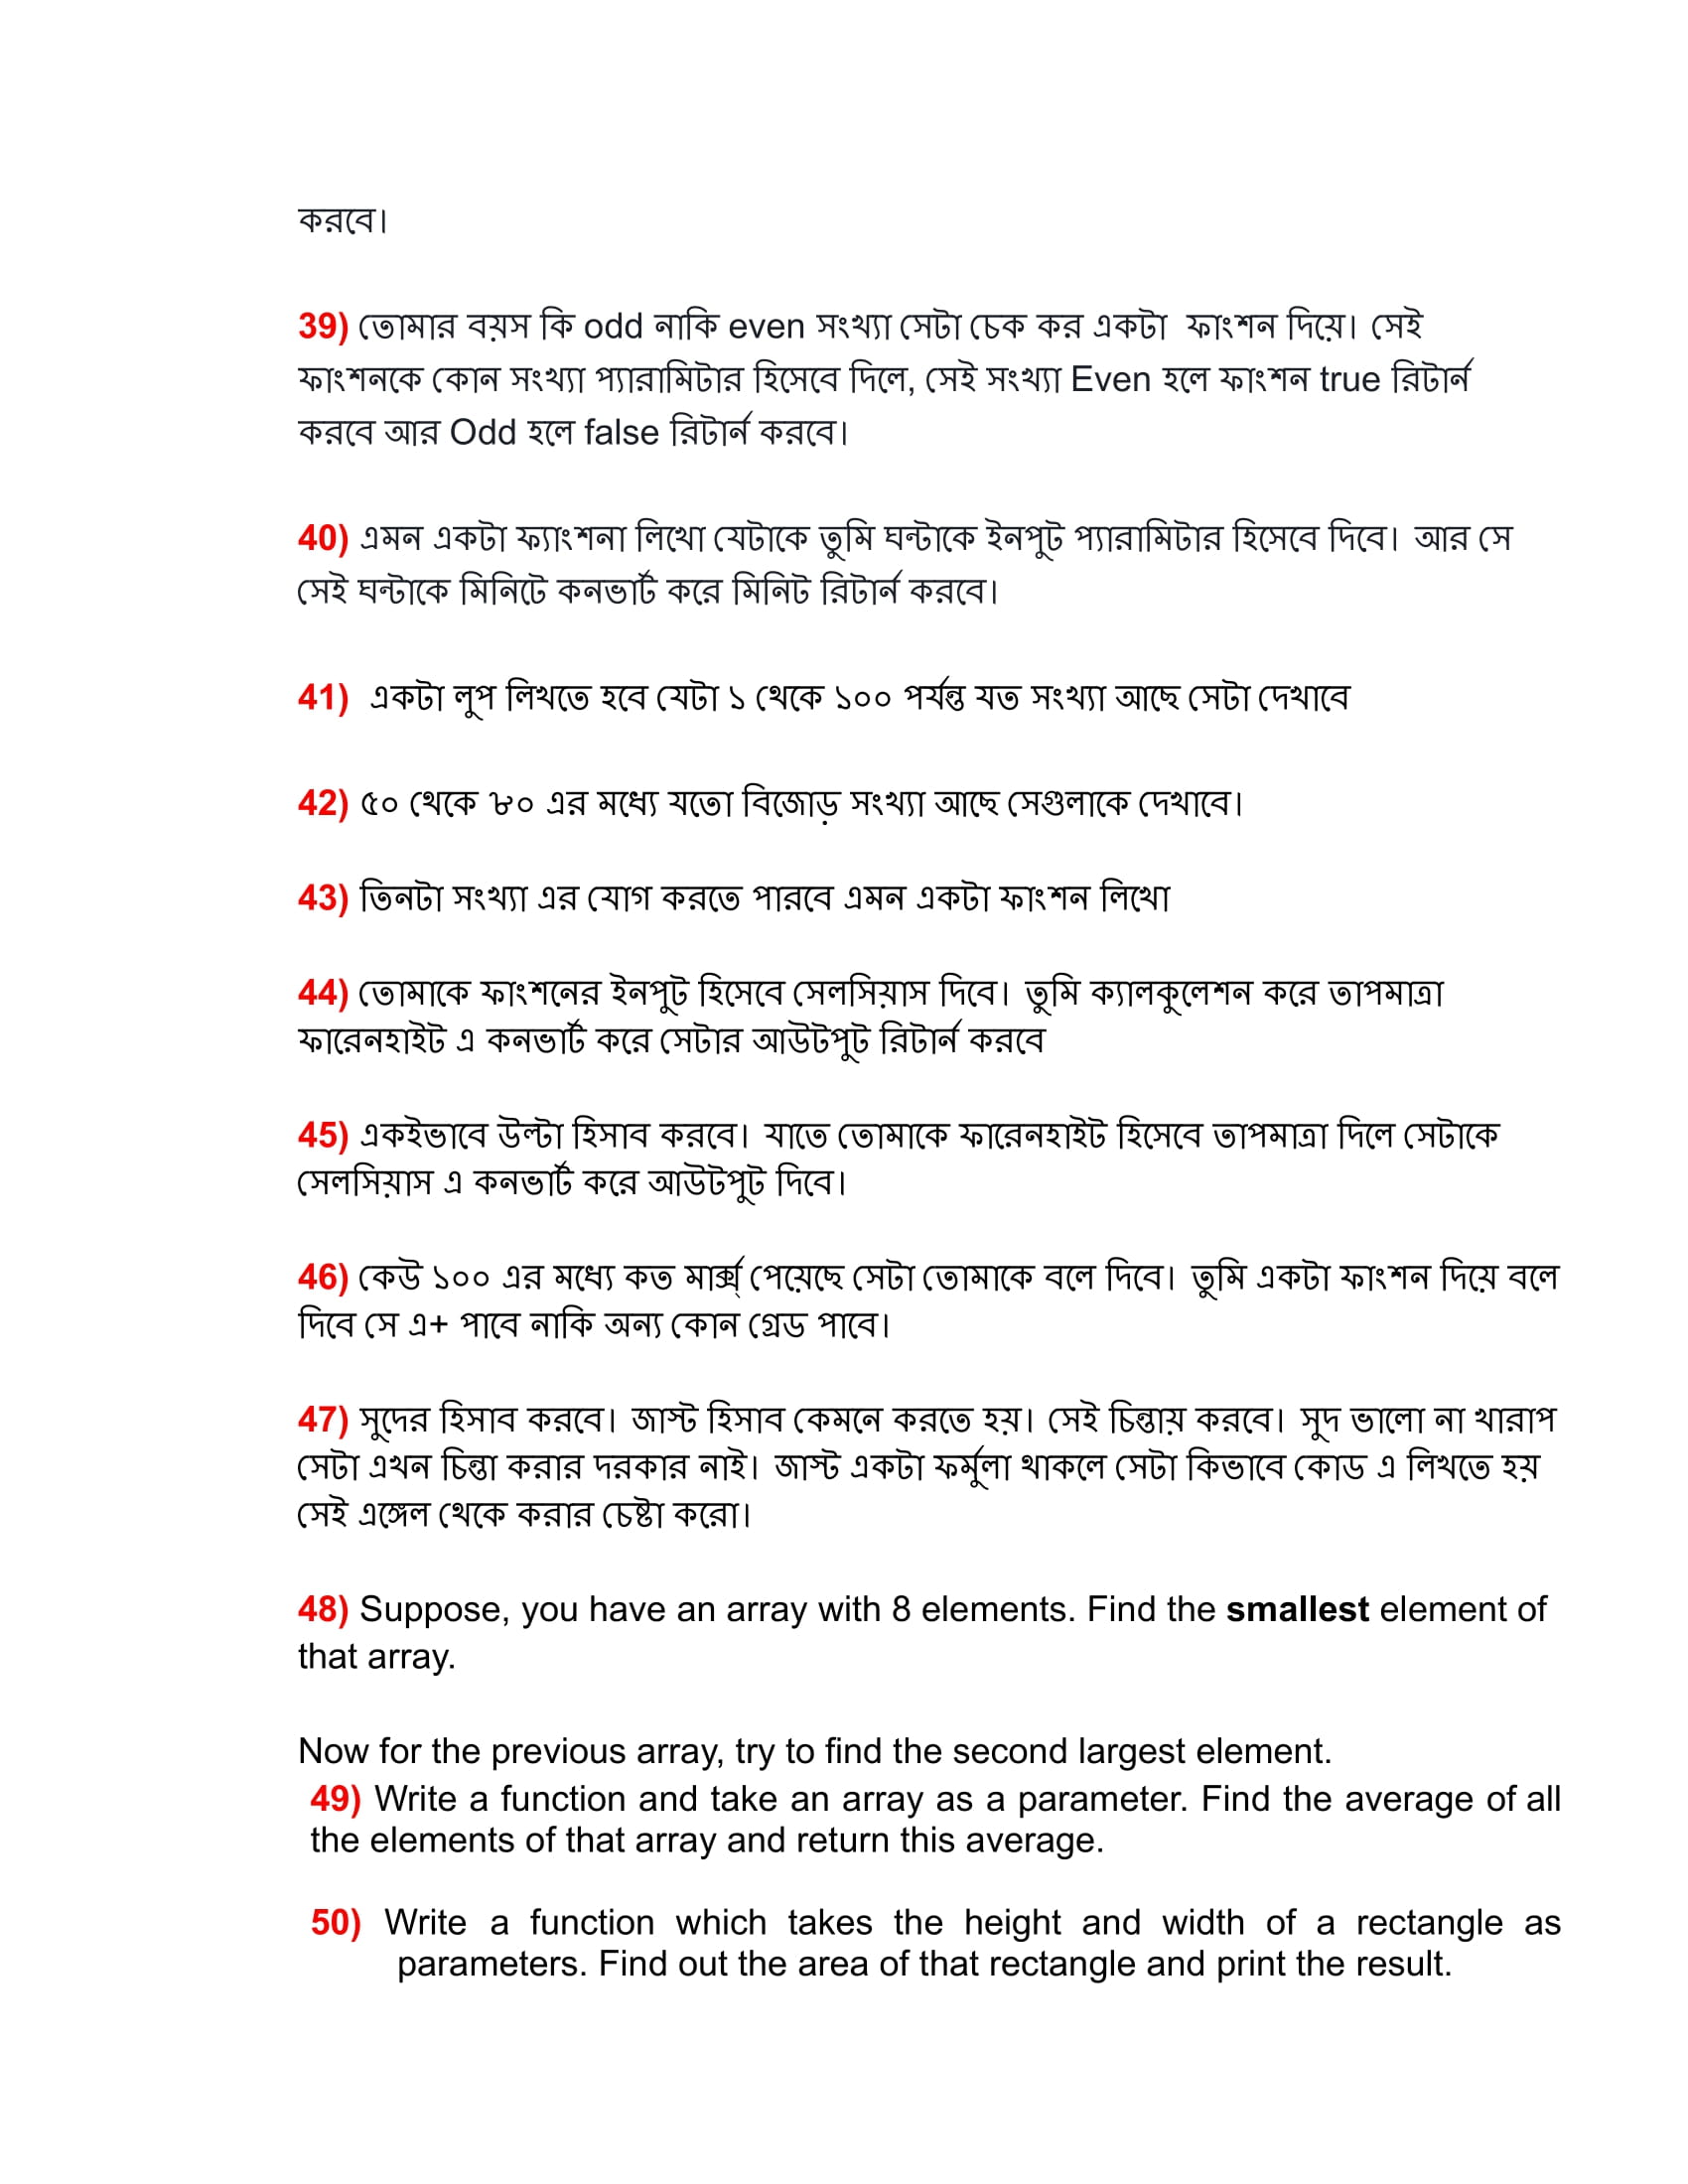 করবে।
39) তোমার বয়স কি odd নাকি even সংখ্যা সেটা চেক কর একটা  ফাংশন দিয়ে। সেই
ফাংশনকে কোন সংখ্যা প্যারামিটার হিসেবে দিলে, সেই সংখ্যা Even হলে ফাংশন true রিটার্ন
করবে আর Odd হলে false রিটার্ন করবে।
40) এমন একটা ফ্যাংশনা লিখো যেটাকে তুমি ঘন্টাকে ইনপুট প্যারামিটার হিসেবে দিবে। আর সে
সেই ঘন্টাকে মিনিটে কনভার্ট করে মিনিট রিটার্ন করবে।
41)  একটা লুপ লিখতে হবে যেটা ১ থেকে ১০০ পর্যন্ত যত সংখ্যা আছে সেটা দেখাবে
42) ৫০ থেকে ৮০ এর মধ্যে যতো বিজোড় সংখ্যা আছে সেগুলাকে দেখাবে।
43) তিনটা সংখ্যা এর যোগ করতে পারবে এমন একটা ফাংশন লিখো
44) তোমাকে ফাংশনের ইনপুট হিসেবে সেলসিয়াস দিবে। তুমি ক্যালকুলেশন করে তাপমাত্রা
ফারেনহাইট এ কনভার্ট করে সেটার আউটপুট রিটার্ন করবে
45) একইভাবে উল্টা হিসাব করবে। যাতে তোমাকে ফারেনহাইট হিসেবে তাপমাত্রা দিলে সেটাকে
সেলসিয়াস এ কনভার্ট করে আউটপুট দিবে।
46) কেউ ১০০ এর মধ্যে কত মার্ক্স্ পেয়েছে সেটা তোমাকে বলে দিবে। তুমি একটা ফাংশন দিয়ে বলে
দিবে সে এ+ পাবে নাকি অন্য কোন গ্রেড পাবে।
47) সুদের হিসাব করবে। জাস্ট হিসাব কেমনে করতে হয়। সেই চিন্তায় করবে। সুদ ভালো না খারাপ
সেটা এখন চিন্তা করার দরকার নাই। জাস্ট একটা ফর্মুলা থাকলে সেটা কিভাবে কোড এ লিখতে হয়
সেই এঙ্গেল থেকে করার চেষ্টা করো।
48) Suppose, you have an array with 8 elements. Find the smallest element of
that array.
Now for the previous array, try to find the second largest element.
49) Write a function and take an array as a parameter. Find the average of all
the elements of that array and return this average.
50) Write a function which takes the height and width of a rectangle as
parameters. Find out the area of that rectangle and print the result.